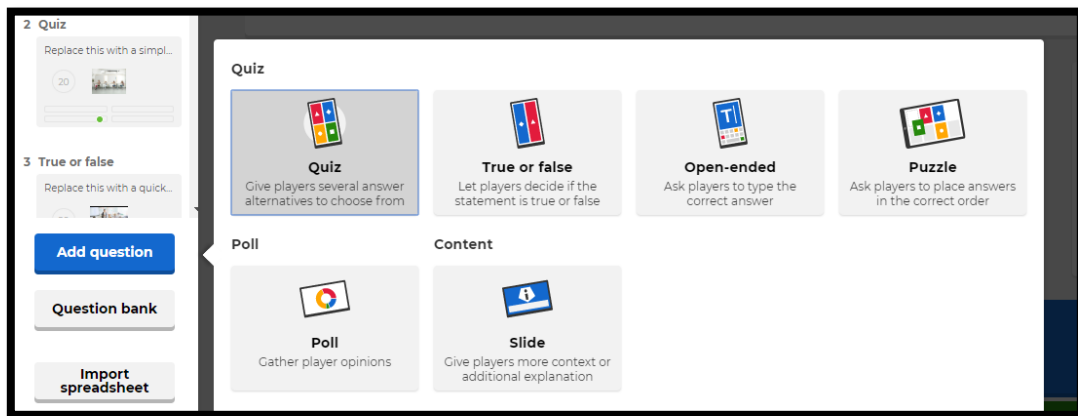 2 Quiz
Replace this with a simpl...
20
3 True or false
Replace this with a quick...
Add question
Question bank
Import
spreadsheet
Quiz
Quiz
Give players several answer
alternatives to choose from
True or false
Let players decide if the
statement is true or false
Open-ended
Ask players to type the
correct answer
Puzzle
Ask players to place answers
in the correct order
Poll
Poll
Gather player opinions
Content
Slide
Give players more context or
additional explanation